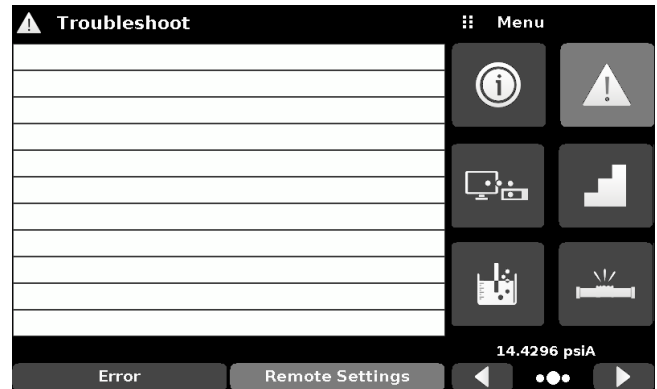 Troubleshoot
Menu
14.4296 psiA
Error
Remote Settings